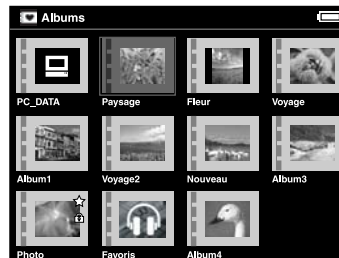 Albums
PC_DATA Paysage Fleur Voyage
Album1 Voyage2 Nouveau Album3
Photo Favoris Album4